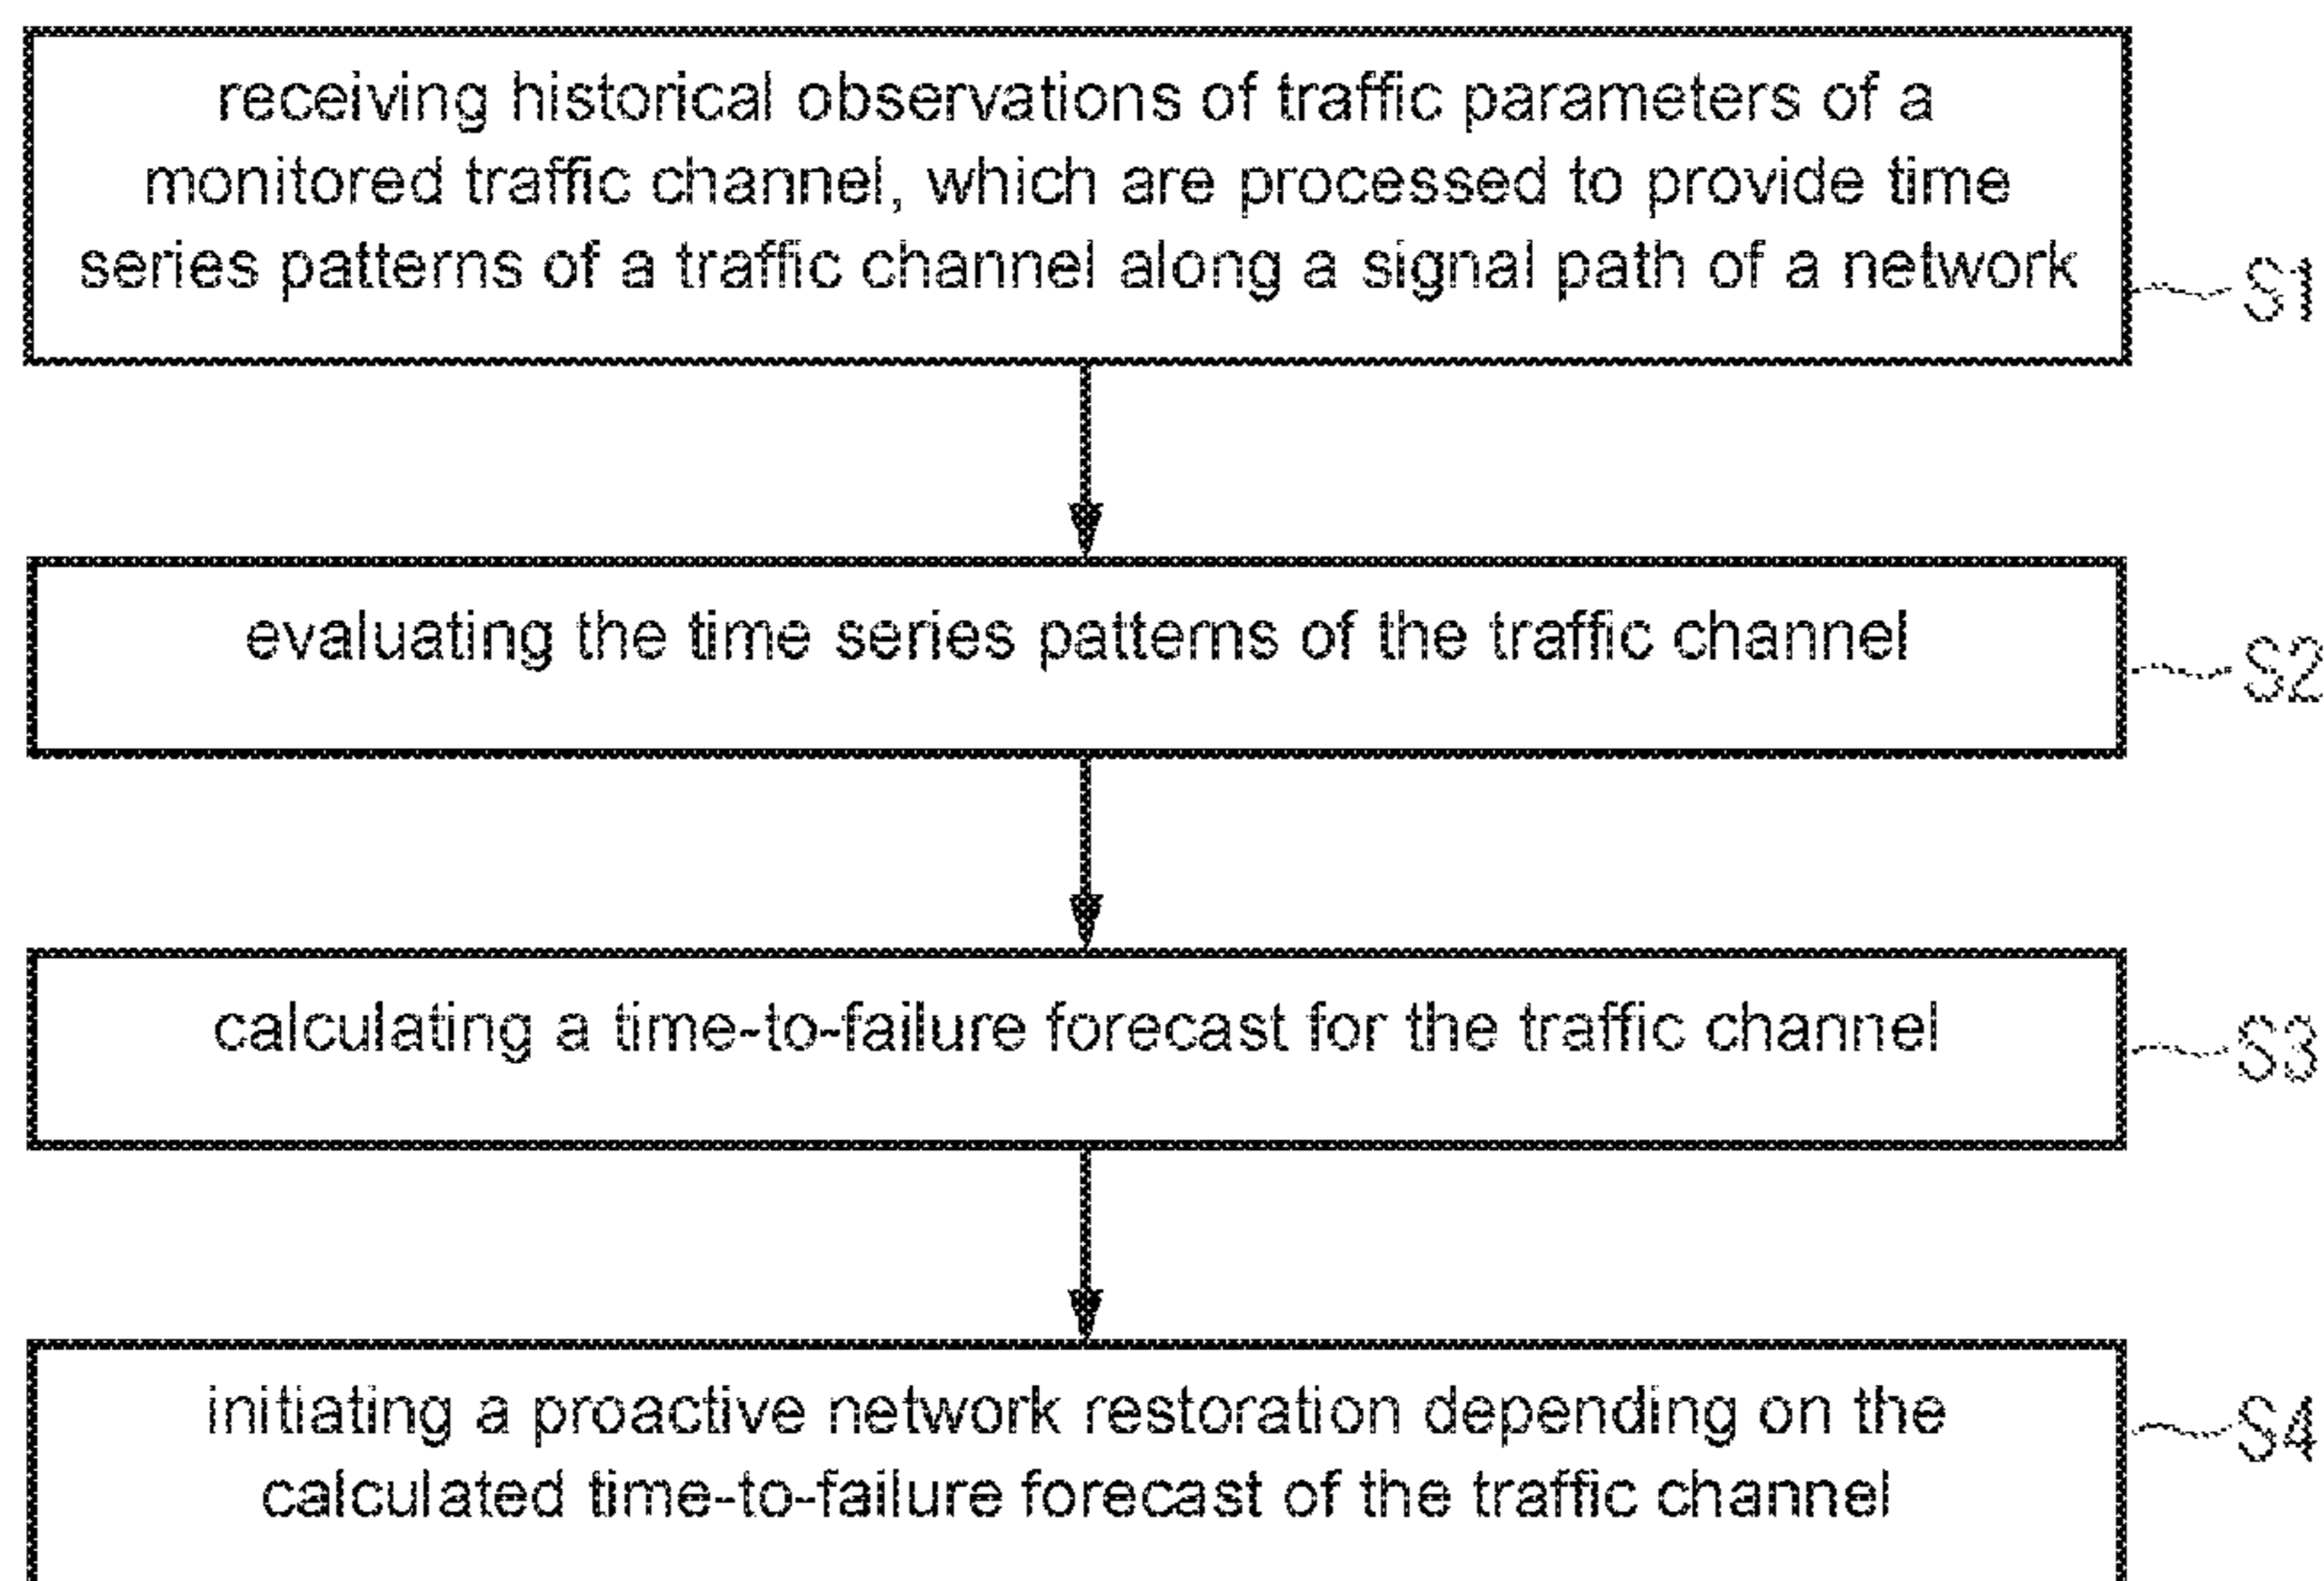 receiving historical observations of traffic parameters of a
monitored traffic channel, which are processed to provide time
series patterns of a traffic channel along a signal path of a network
S1
evaluating the time series patterns of the traffic channel
S2
calculating a time-to-failure forecast for the traffic channel
S3
initiating a proactive network restoration depending on the
S4
calculated time-to-failure forecast of the traffic channel